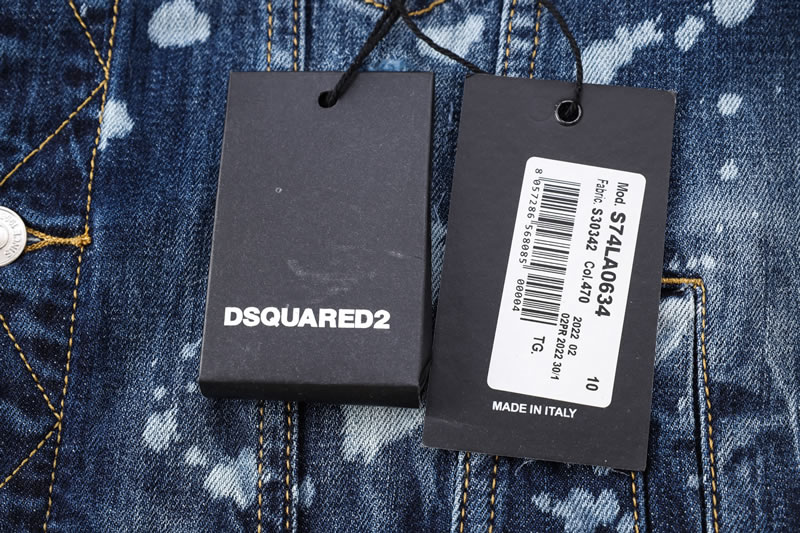 DSQUARED2
Mod. S74LA0634
Fabric. S30342 Col.470
8 057286 568085
00004
2022 02
02PR 2022 30/1
TG.
10
MADE IN ITALY